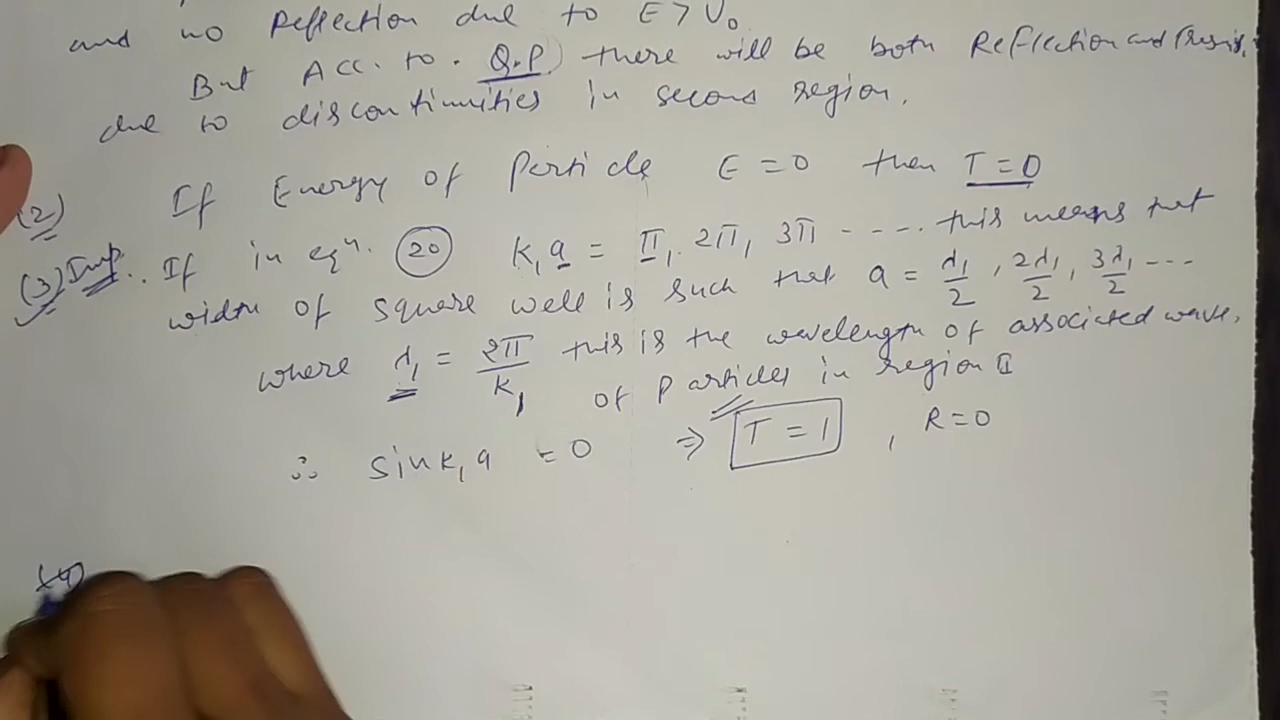 and no Reflection due to E > U₀
But Acc. to. Q.P) there will be both Reflection and
due to discontinuities in second region.
(2) If Energy of Particle E = 0 then T = 0
(3) Imp. If in eqⁿ. (20) K₁a = π, 2π, 3π ---- this means that
width of square well is such that a = λ₁/2, 2λ₁/2, 3λ₁/2 ---
where λ₁ = 2π/K₁ this is the wavelength of associated wave,
of Particles in region II
∴ sin K₁a = 0 ⇒ T = 1 , R = 0